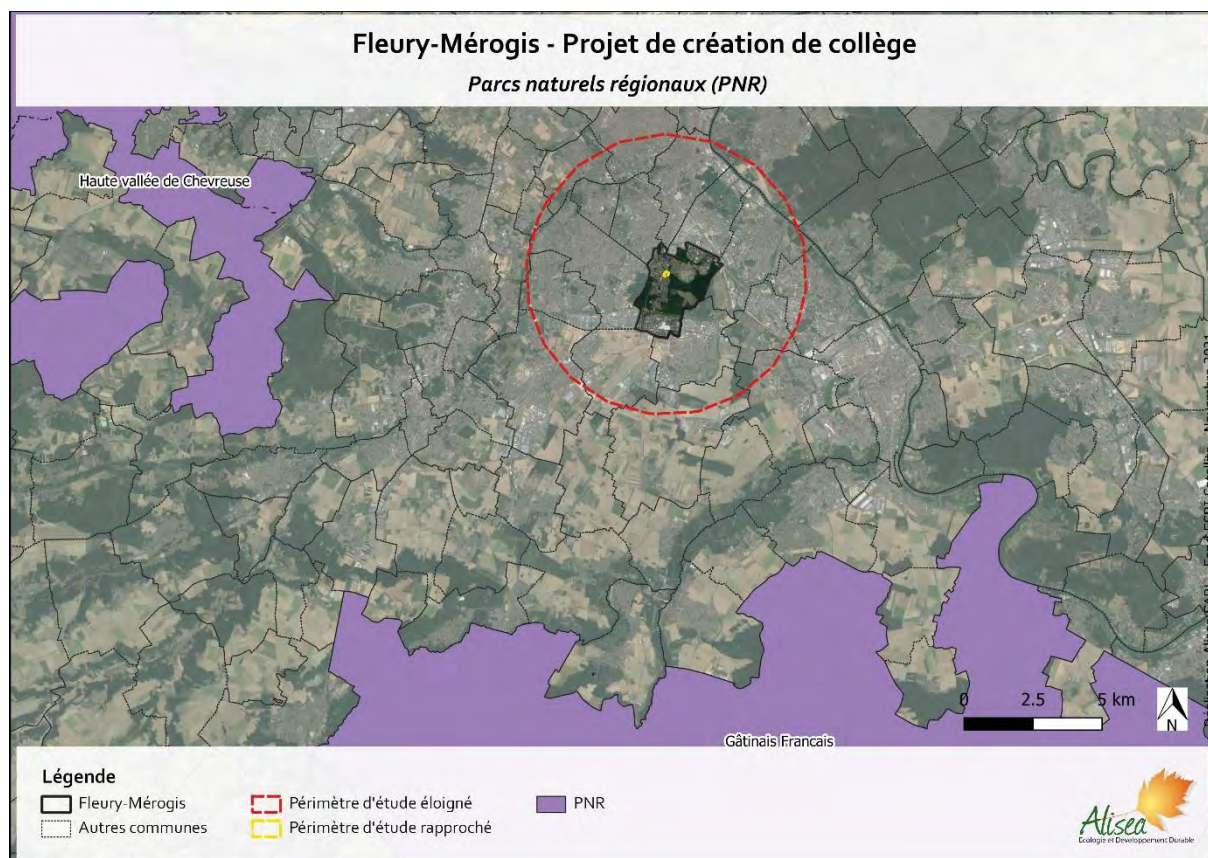 Fleury-Mérogis - Projet de création de collège
Parcs naturels régionaux (PNR)
Haute vallée de Chevreuse
Gâtinais Français
0 2.5 5 km
N
Légende
Fleury-Mérogis
Autres communes
Périmètre d'étude éloigné
Périmètre d'étude rapproché
PNR
Alisea
Ecologie et Développement Durable